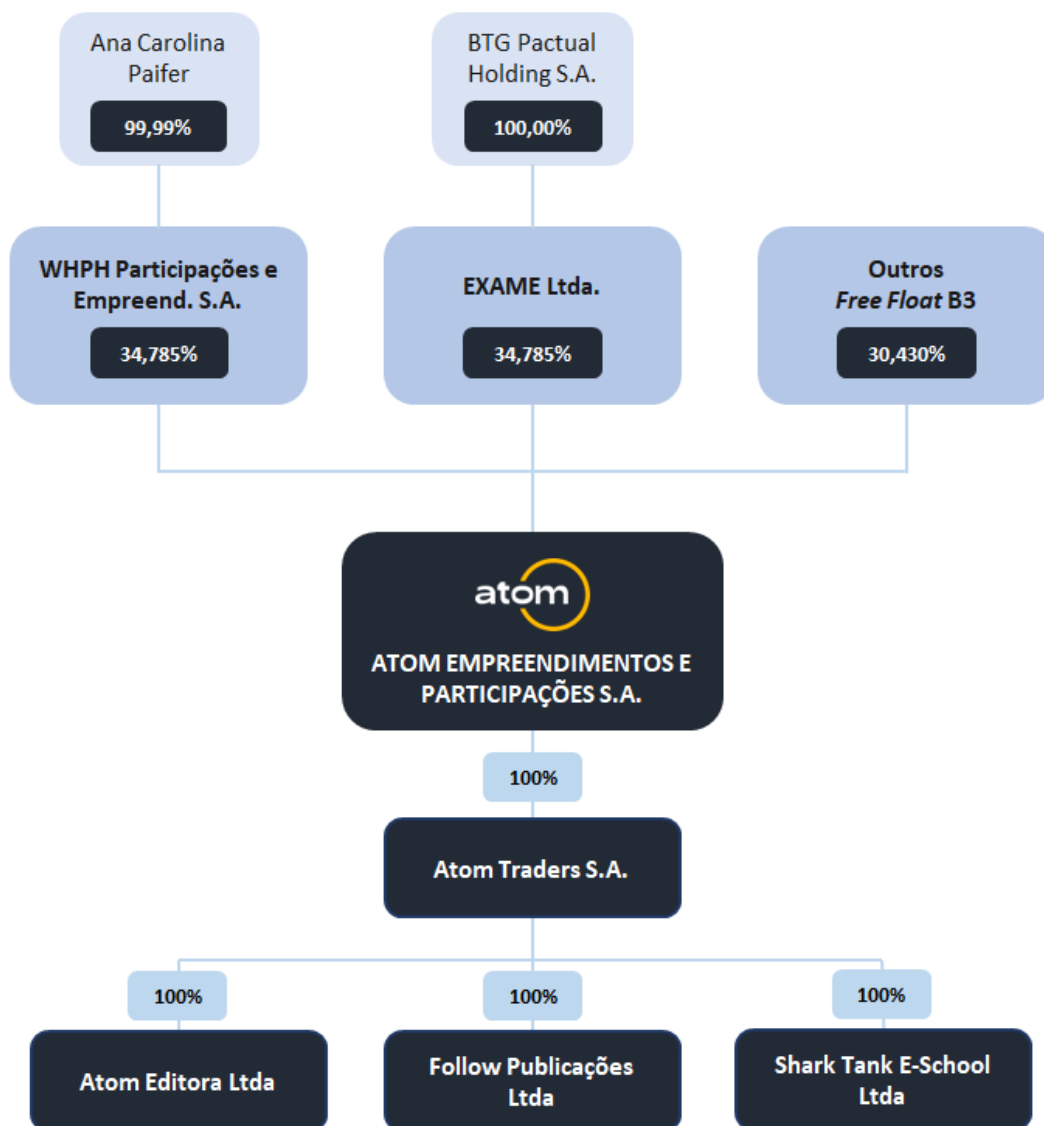 Ana Carolina
Paifer
99,99%
BTG Pactual
Holding S.A.
100,00%
WHPH Participações e
Empreend. S.A.
34,785%
EXAME Ltda.
34,785%
Outros
Free Float B3
30,430%
atom
ATOM EMPREENDIMENTOS E
PARTICIPAÇÕES S.A.
100%
Atom Traders S.A.
100%
100%
100%
Atom Editora Ltda
Follow Publicações
Ltda
Shark Tank E-School
Ltda